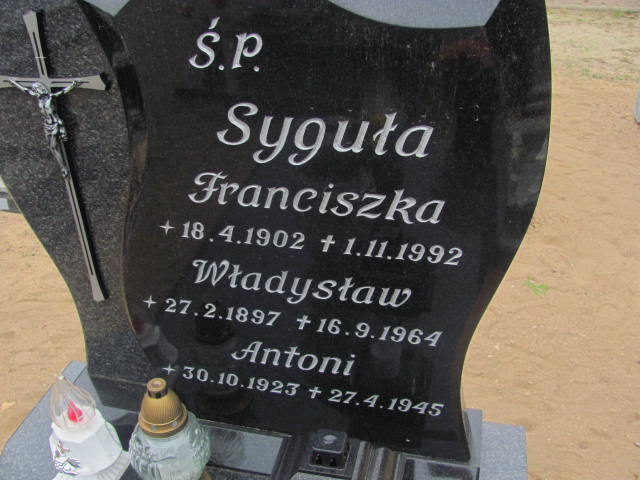 Ś.P.
Syguła
Franciszka
✦ 18.4.1902 ✝ 1.11.1992
Władysław
✦ 27.2.1897 ✝ 16.9.1964
Antoni
✦ 30.10.1923 ✝ 27.4.1945